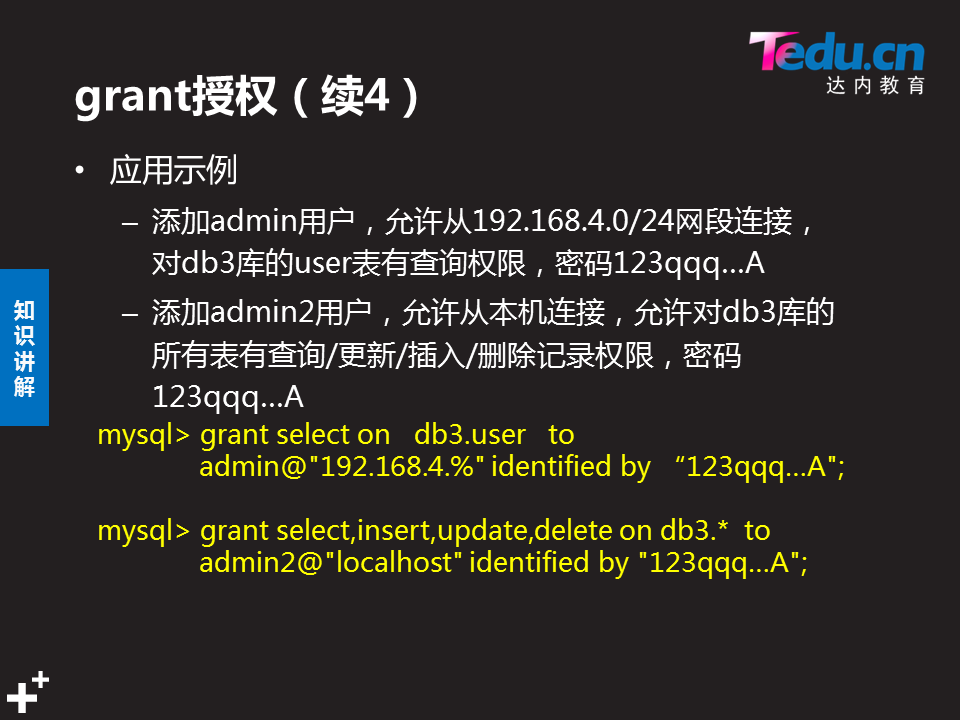 Tedu.cn
达内教育
grant授权（续4）
• 应用示例
– 添加admin用户，允许从192.168.4.0/24网段连接，
对db3库的user表有查询权限，密码123qqq…A
– 添加admin2用户，允许从本机连接，允许对db3库的
所有表有查询/更新/插入/删除记录权限，密码
123qqq…A
知
识
讲
解
mysql> grant select on db3.user to
admin@"192.168.4.%" identified by “123qqq…A";
mysql> grant select,insert,update,delete on db3.* to
admin2@"localhost" identified by "123qqq…A";